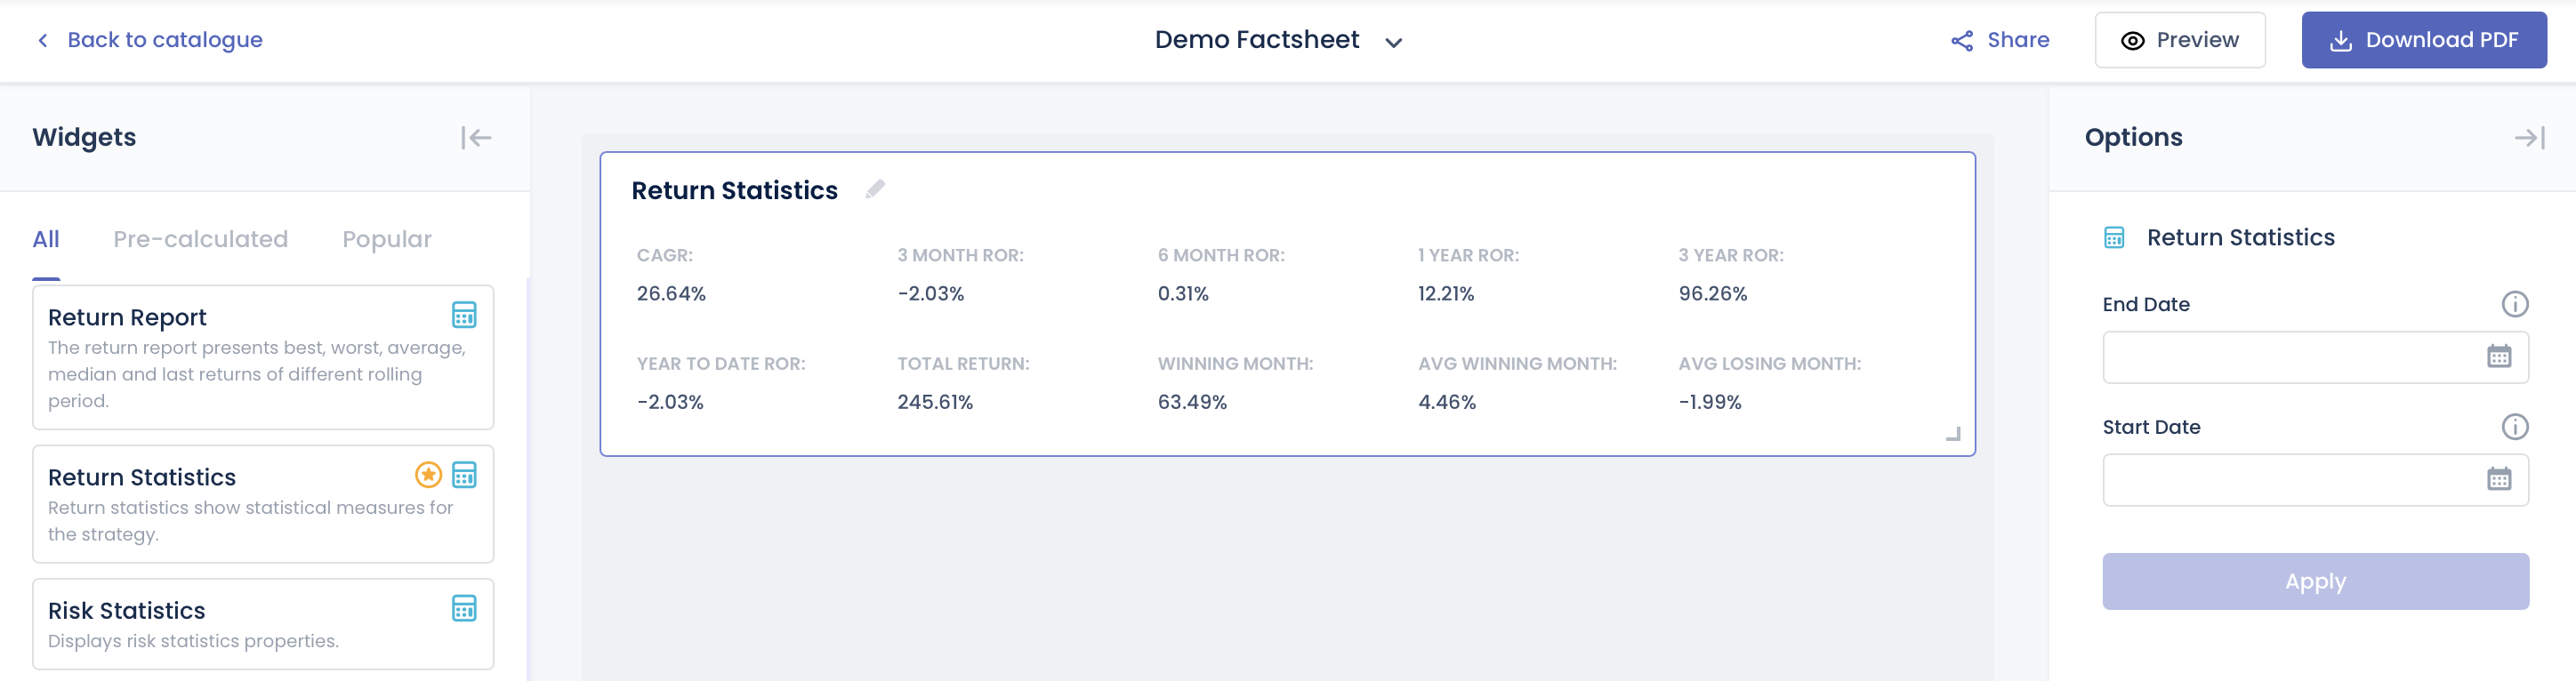 Back to catalogue
Demo Factsheet
Share
Preview
Download PDF
Widgets
All
Pre-calculated
Popular
Return Report
The return report presents best, worst, average,
median and last returns of different rolling
period.
Return Statistics
Return statistics show statistical measures for
the strategy.
Risk Statistics
Displays risk statistics properties.
Return Statistics
CAGR:
3 MONTH ROR:
6 MONTH ROR:
1 YEAR ROR:
3 YEAR ROR:
26.64%
-2.03%
0.31%
12.21%
96.26%
YEAR TO DATE ROR:
TOTAL RETURN:
WINNING MONTH:
AVG WINNING MONTH:
AVG LOSING MONTH:
-2.03%
245.61%
63.49%
4.46%
-1.99%
Options
Return Statistics
End Date
Start Date
Apply